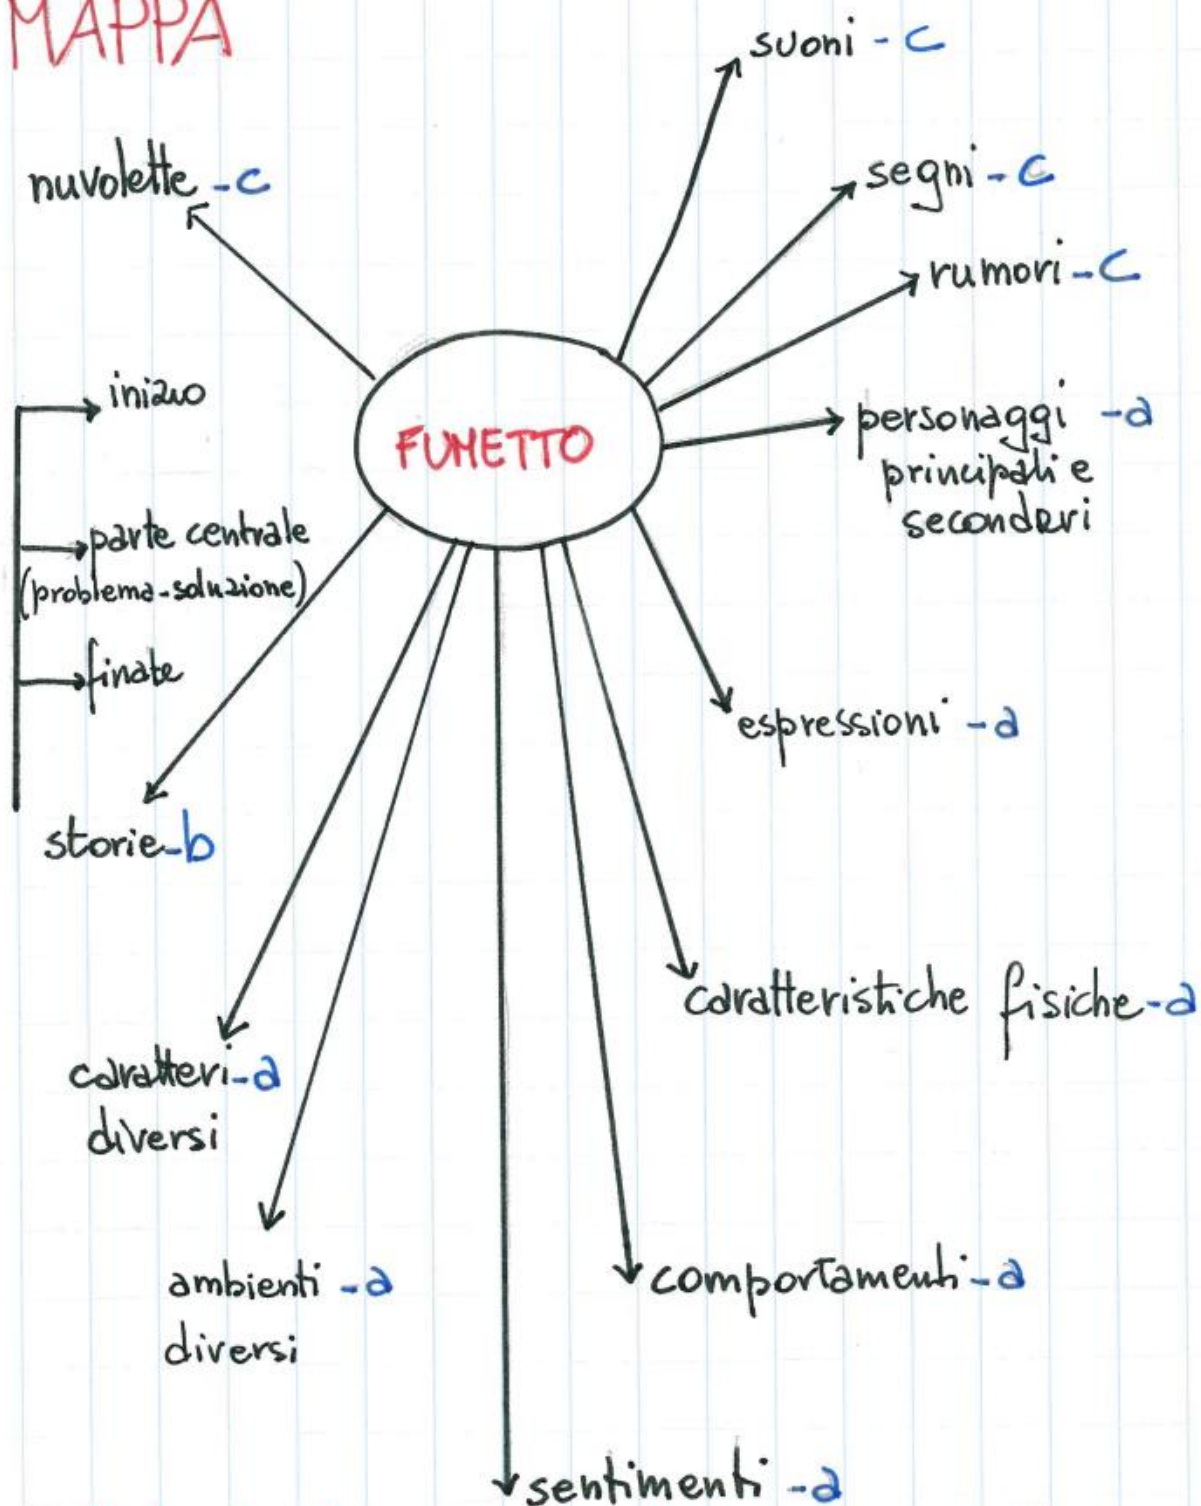 MAPPA
suoni - c
nuvolette - c
segni - c
rumori - c
inizio
FUMETTO
personaggi - a
principali e
secondari
parte centrale
(problema - soluzione)
finale
espressioni - a
storie - b
caratteristiche fisiche - a
caratteri - a
diversi
ambienti - a
diversi
comportamenti - a
sentimenti - a